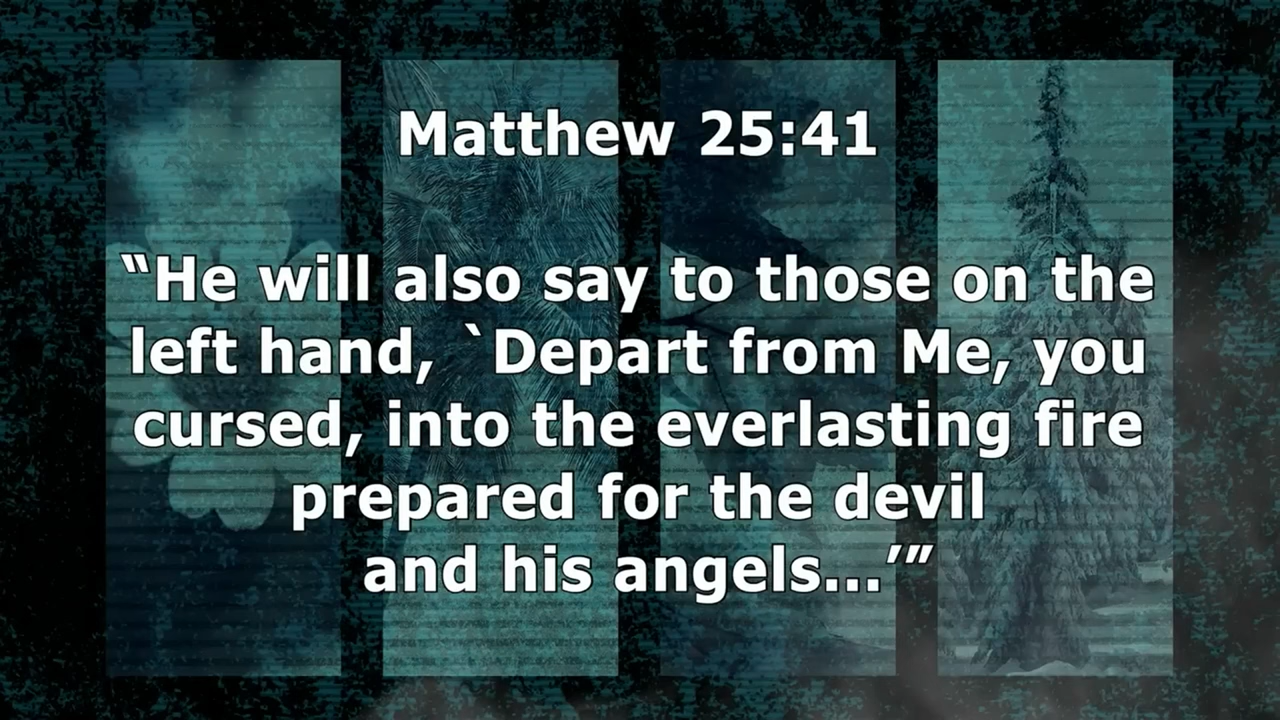 Matthew 25:41
“He will also say to those on the
left hand, `Depart from Me, you
cursed, into the everlasting fire
prepared for the devil
and his angels...’”